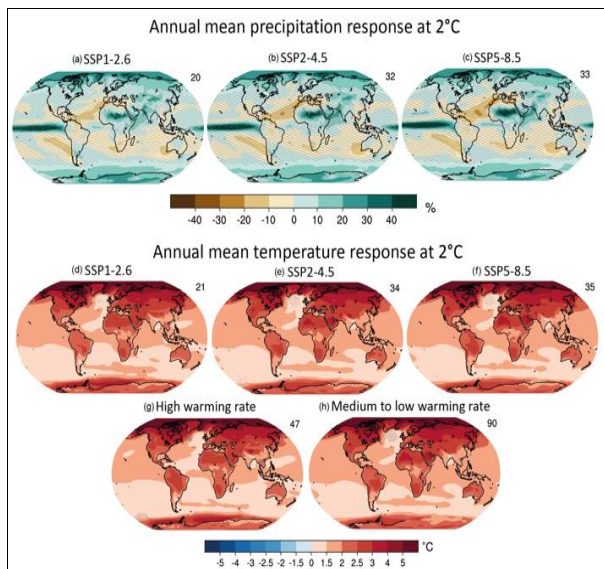 Annual mean precipitation response at 2°C
(a) SSP1-2.6 (b) SSP2-4.5 (c) SSP5-8.5
20 32 33
-40 -30 -20 -10 0 10 20 30 40 %
Annual mean temperature response at 2°C
(d) SSP1-2.6 (e) SSP2-4.5 (f) SSP5-8.5
21 34 35
(g) High warming rate (h) Medium to low warming rate
47 90
-5 -4 -3 -2.5 -2 -1.5 -1 0 1 1.5 2 2.5 3 4 5 °C